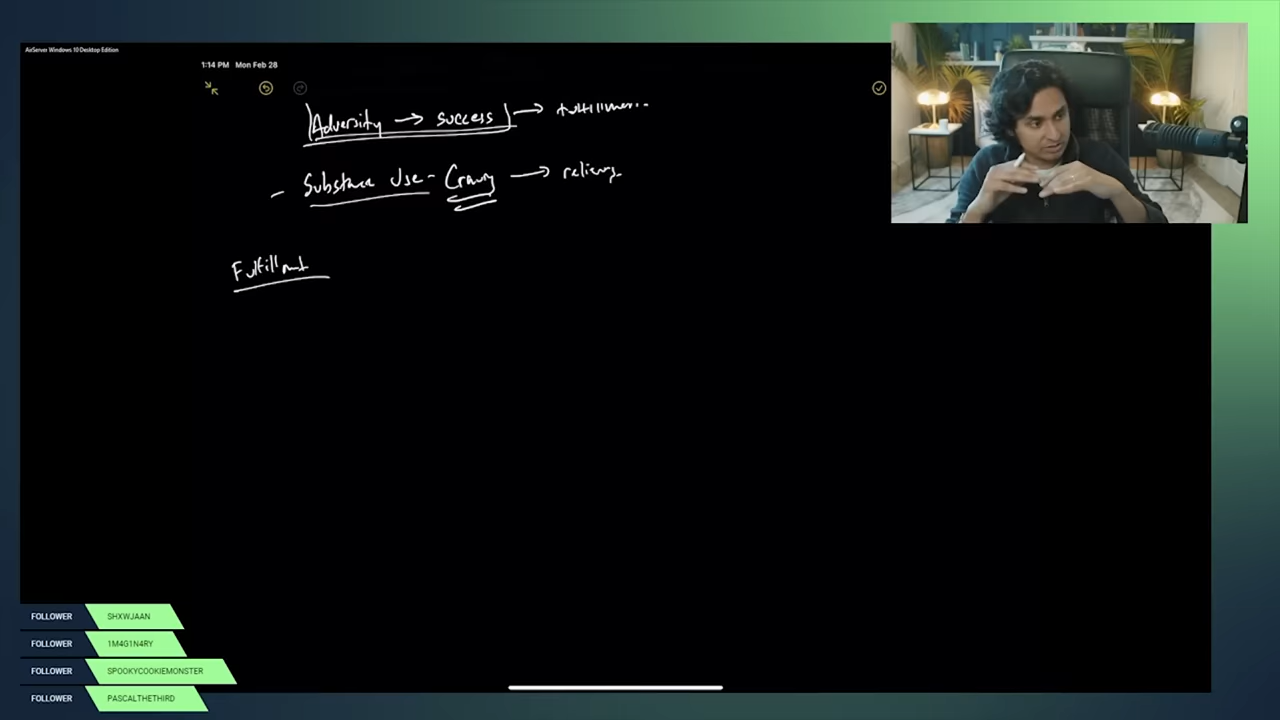 AirServer Windows 10 Desktop Edition
1:14 PM Mon Feb 28
(Adversity → success) → fulfillment..
- Substance Use - Craving → relieving
Fulfillment
FOLLOWER SHXWJAAN
FOLLOWER 1M4G1N4RY
FOLLOWER SPOOKYCOOKIEMONSTER
FOLLOWER PASCALTHETHIRD